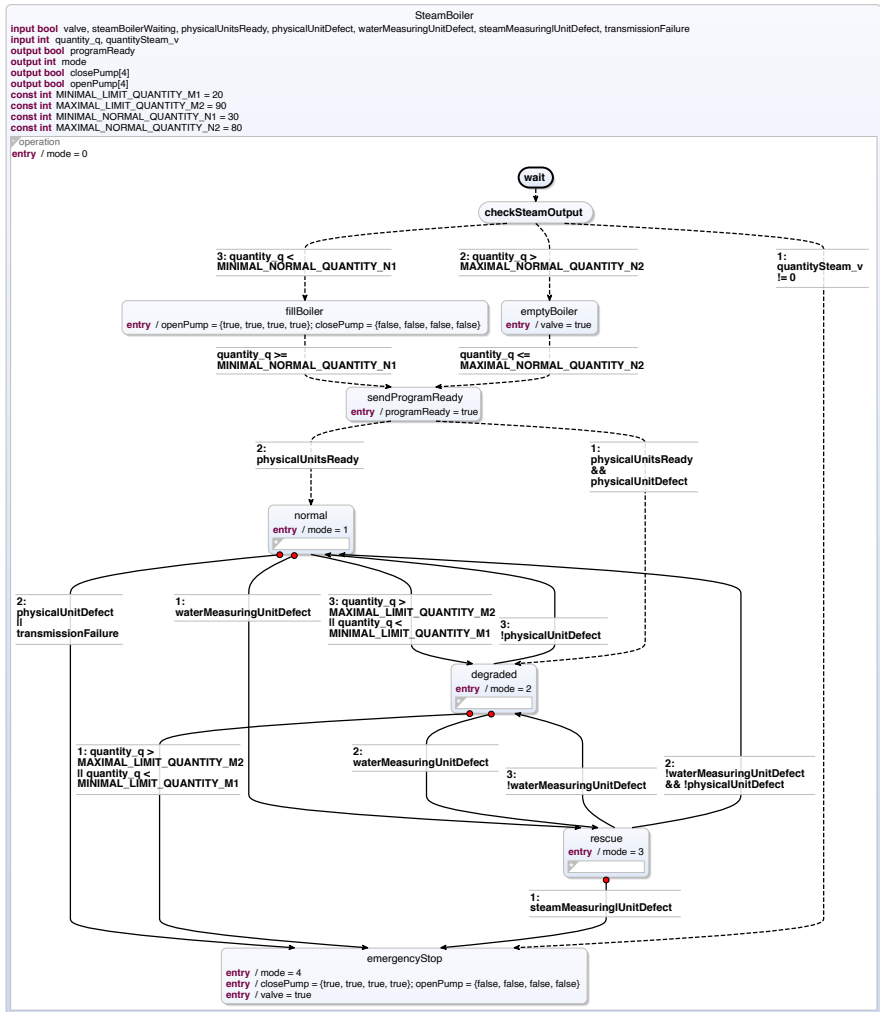 SteamBoiler
input bool valve, steamBoilerWaiting, physicalUnitsReady, physicalUnitDefect, waterMeasuringUnitDefect, steamMeasuringIUnitDefect, transmissionFailure
input int quantity_q, quantitySteam_v
output bool programReady
output int mode
output bool closePump[4]
output bool openPump[4]
const int MINIMAL_LIMIT_QUANTITY_M1 = 20
const int MAXIMAL_LIMIT_QUANTITY_M2 = 90
const int MINIMAL_NORMAL_QUANTITY_N1 = 30
const int MAXIMAL_NORMAL_QUANTITY_N2 = 80
operation
entry / mode = 0
wait
checkSteamOutput
3: quantity_q <
MINIMAL_NORMAL_QUANTITY_N1
2: quantity_q >
MAXIMAL_NORMAL_QUANTITY_N2
1:
quantitySteam_v
!= 0
fillBoiler
entry / openPump = {true, true, true, true}; closePump = {false, false, false, false}
emptyBoiler
entry / valve = true
quantity_q >=
MINIMAL_NORMAL_QUANTITY_N1
quantity_q <=
MAXIMAL_NORMAL_QUANTITY_N2
sendProgramReady
entry / programReady = true
2:
physicalUnitsReady
1:
physicalUnitsReady
&&
physicalUnitDefect
normal
entry / mode = 1
2:
physicalUnitDefect
||
transmissionFailure
1:
waterMeasuringUnitDefect
3: quantity_q >
MAXIMAL_LIMIT_QUANTITY_M2
|| quantity_q <
MINIMAL_LIMIT_QUANTITY_M1
3:
!physicalUnitDefect
degraded
entry / mode = 2
1: quantity_q >
MAXIMAL_LIMIT_QUANTITY_M2
|| quantity_q <
MINIMAL_LIMIT_QUANTITY_M1
2:
waterMeasuringUnitDefect
3:
!waterMeasuringUnitDefect
2:
!waterMeasuringUnitDefect
&& !physicalUnitDefect
rescue
entry / mode = 3
1:
steamMeasuringIUnitDefect
emergencyStop
entry / mode = 4
entry / closePump = {true, true, true, true}; openPump = {false, false, false, false}
entry / valve = true